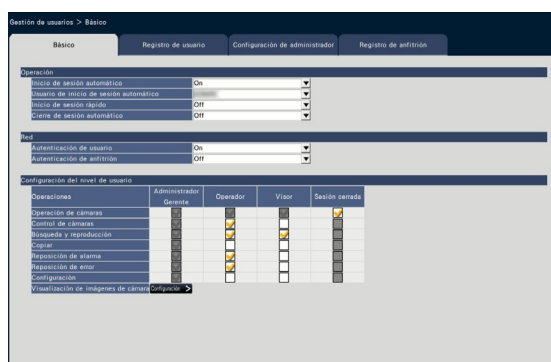 Gestión de usuarios > Básico
Básico Registro de usuario Configuración de administrador Registro de anfitrión
Operación
Inicio de sesión automático On
Usuario de inicio de sesión automático
Inicio de sesión rápido Off
Cierre de sesión automático Off
Red
Autenticación de usuario On
Autenticación de anfitrión Off
Configuración del nivel de usuario
Operaciones Administrador Gerente Operador Visor Sesión cerrada
Operación de cámaras
Control de cámaras
Búsqueda y reproducción
Copiar
Reposición de alarma
Reposición de error
Configuración
Visualización de imágenes de cámara Configuración >